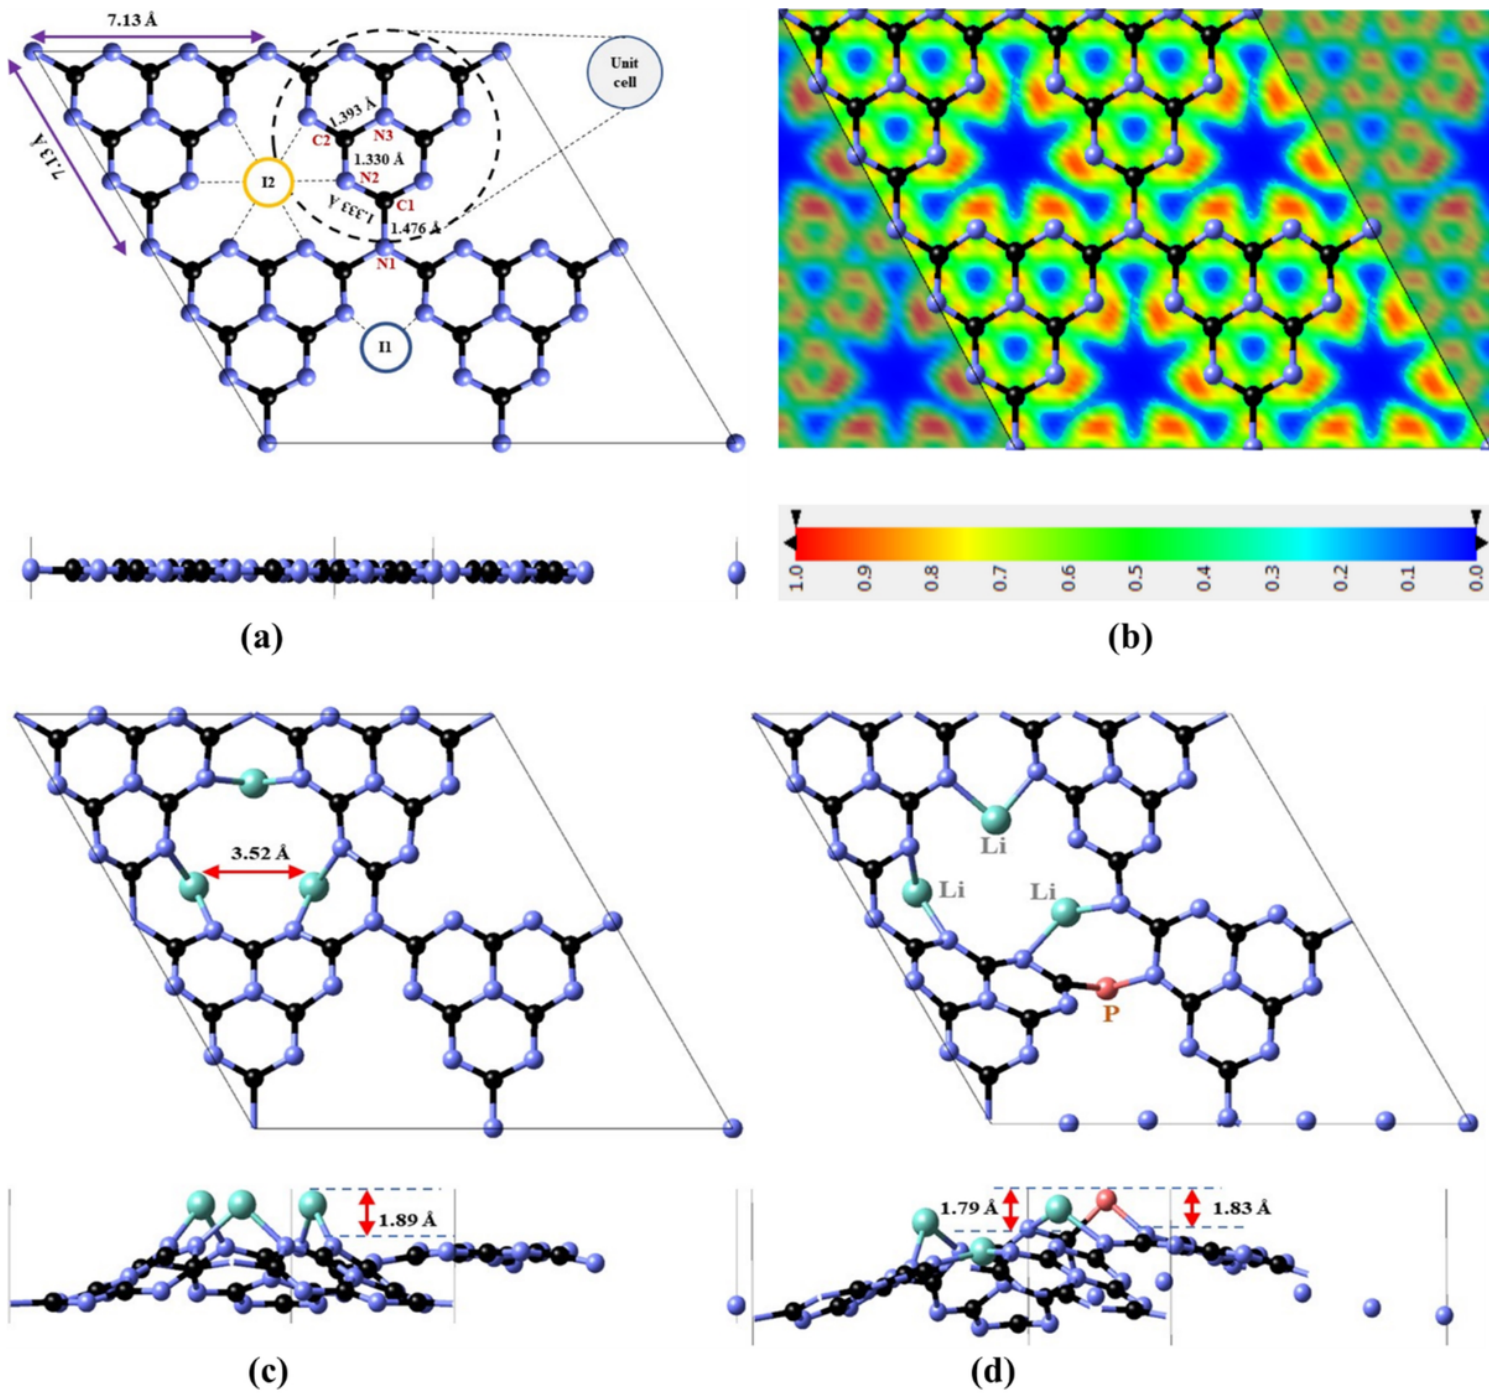 7.13 Å
Unit
cell
7.13Å
1.393 Å
C2
N3
1.330 Å
I2
N2
1.333 Å
C1
1.476 Å
N1
I1
(a)
1.0
0.9
0.8
0.7
0.6
0.5
0.4
0.3
0.2
0.1
0.0
(b)
3.52 Å
1.89 Å
(c)
Li
Li
Li
P
1.79 Å
1.83 Å
(d)